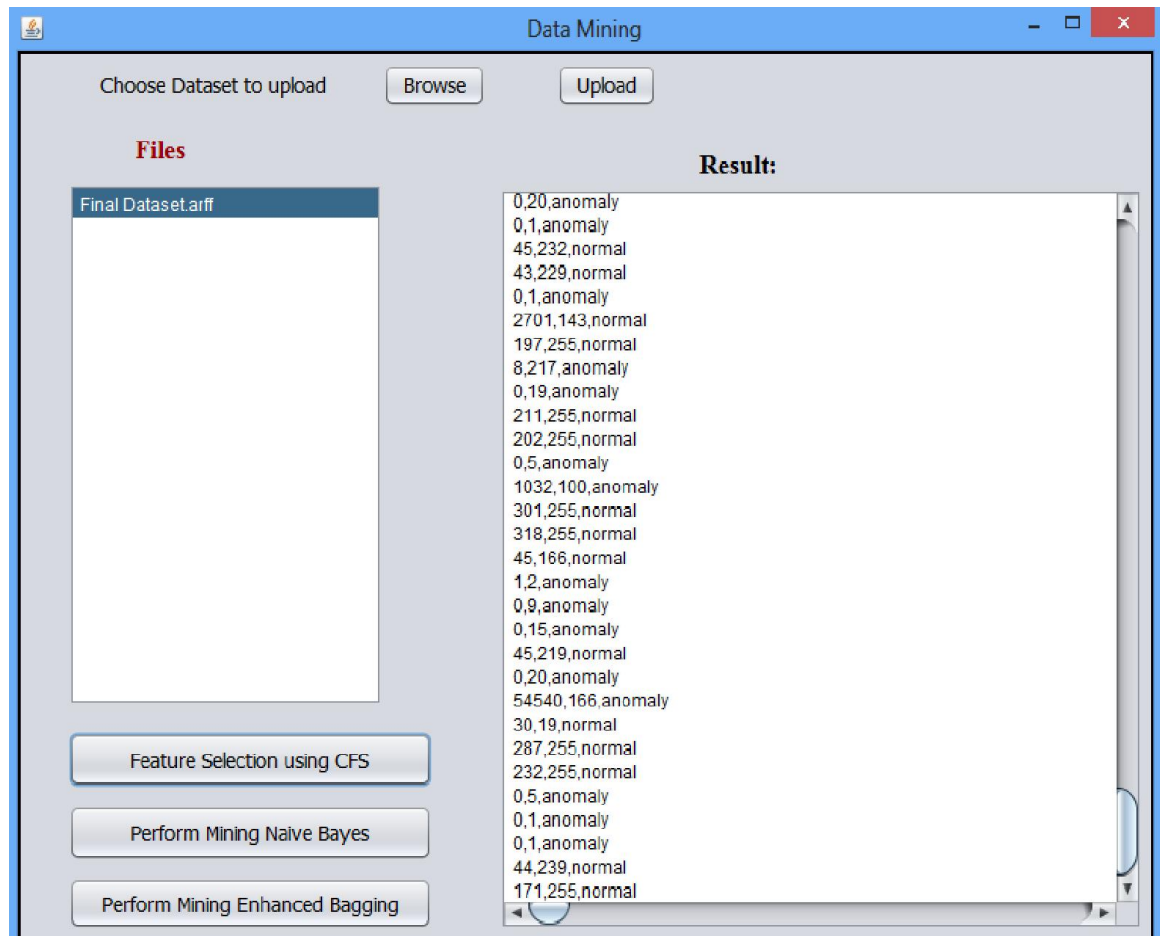 Data Mining
Choose Dataset to upload Browse Upload
Files
Final Dataset.arff
Result:
0,20,anomaly
0,1,anomaly
45,232,normal
43,229,normal
0,1,anomaly
2701,143,normal
197,255,normal
8,217,anomaly
0,19,anomaly
211,255,normal
202,255,normal
0,5,anomaly
1032,100,anomaly
301,255,normal
318,255,normal
45,166,normal
1,2,anomaly
0,9,anomaly
0,15,anomaly
45,219,normal
0,20,anomaly
54540,166,anomaly
30,19,normal
287,255,normal
232,255,normal
0,5,anomaly
0,1,anomaly
0,1,anomaly
44,239,normal
171,255,normal
Feature Selection using CFS
Perform Mining Naive Bayes
Perform Mining Enhanced Bagging